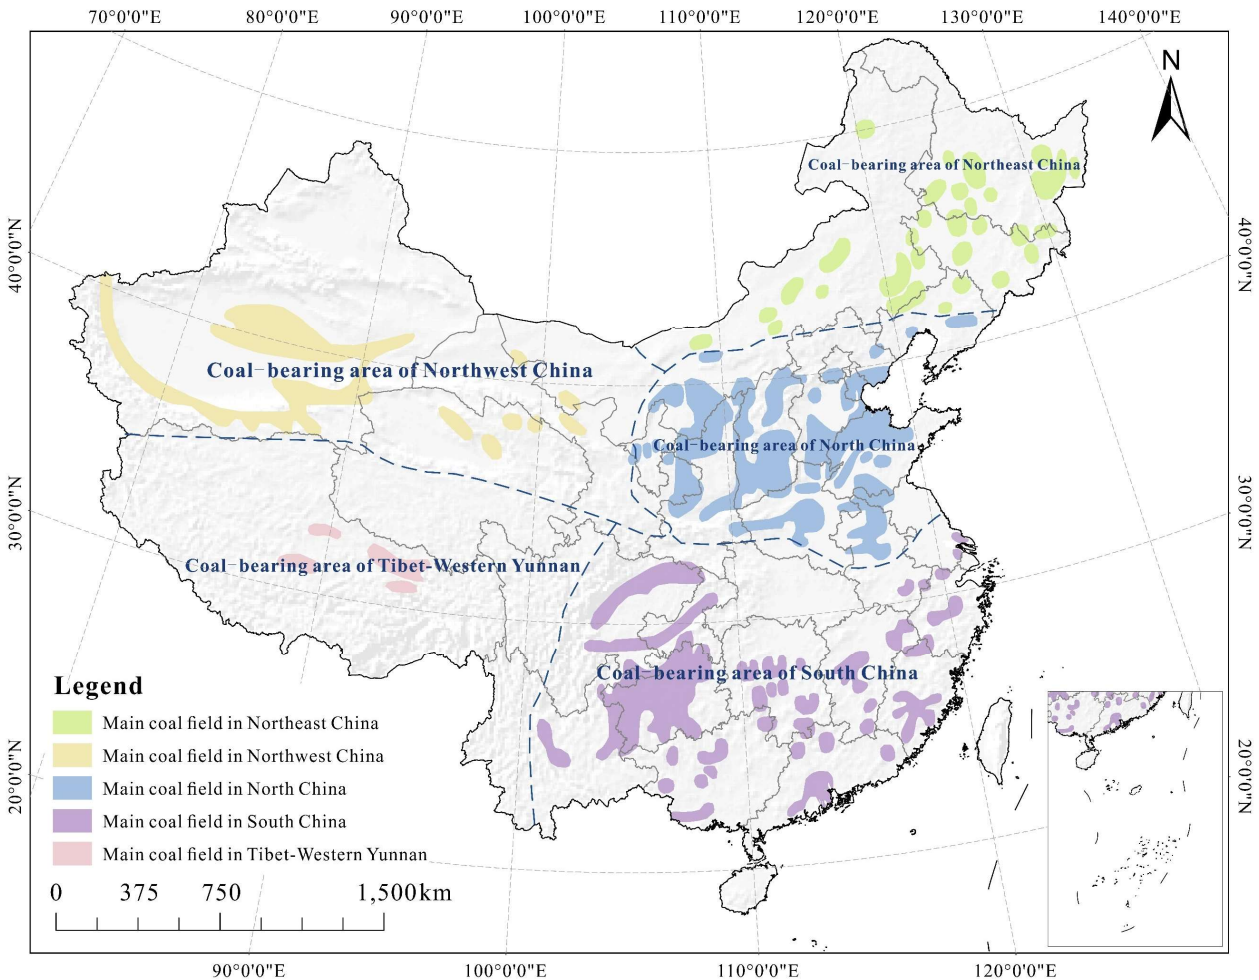 70°0'0"E 80°0'0"E 90°0'0"E 100°0'0"E 110°0'0"E 120°0'0"E 130°0'0"E 140°0'0"E
N
Coal-bearing area of Northeast China
40°0'0"N
40°0'0"N
Coal-bearing area of Northwest China
Coal-bearing area of North China
30°0'0"N
30°0'0"N
Coal-bearing area of Tibet-Western Yunnan
Coal-bearing area of South China
20°0'0"N
20°0'0"N
Legend
Main coal field in Northeast China
Main coal field in Northwest China
Main coal field in North China
Main coal field in South China
Main coal field in Tibet-Western Yunnan
0 375 750 1,500km
90°0'0"E 100°0'0"E 110°0'0"E 120°0'0"E